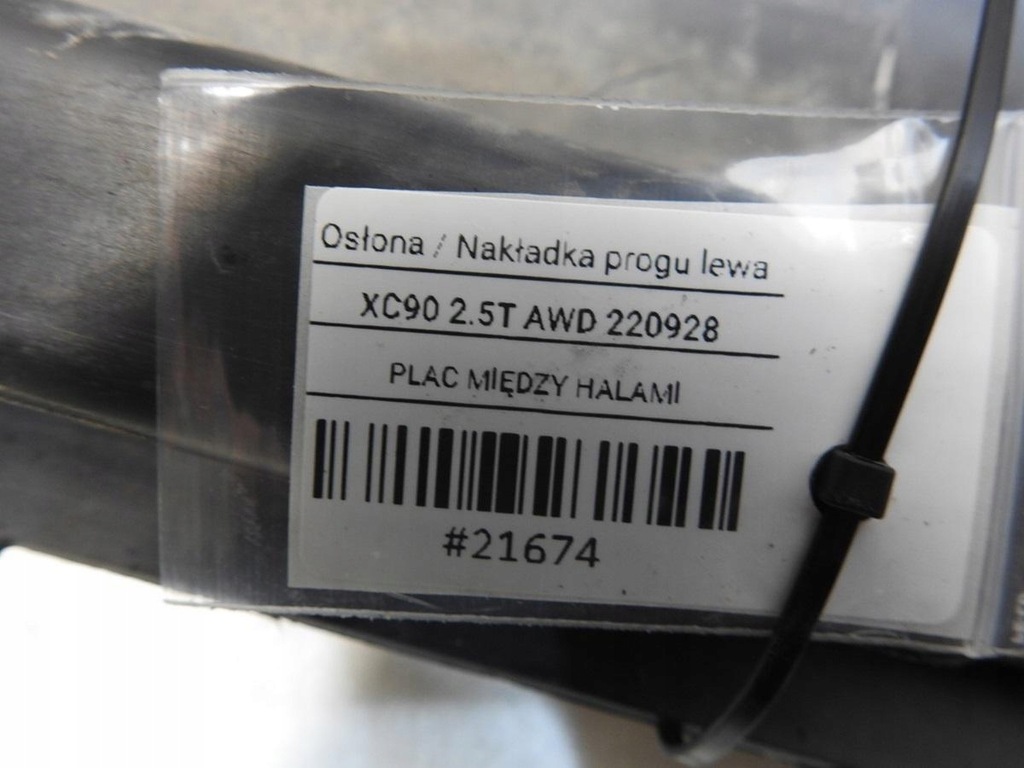 Osłona / Nakładka progu lewa
XC90 2.5T AWD 220928
PLAC MIĘDZY HALAMI
#21674